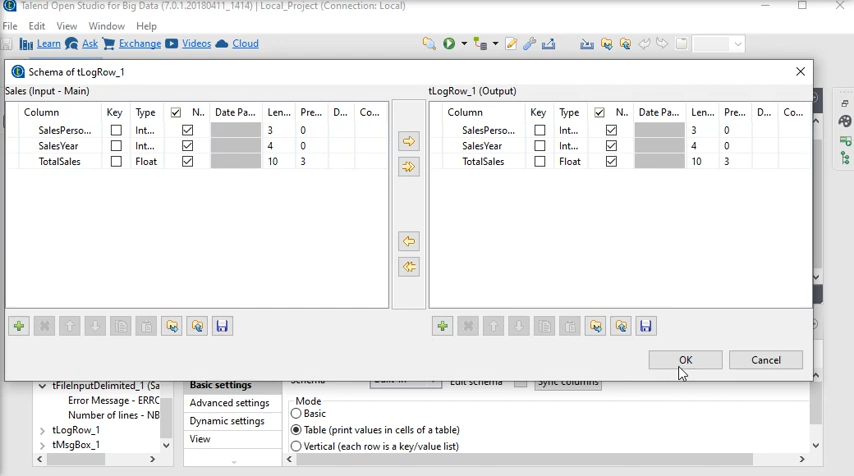 Talend Open Studio for Big Data (7.0.1.20180411_1414) | Local_Project (Connection: Local)
File Edit View Window Help
Learn Ask Exchange Videos Cloud
Schema of tLogRow_1
Sales (Input - Main) tLogRow_1 (Output)
Column Key Type N.. Date Pa... Len... Pre... D... Co... Column Key Type N.. Date Pa... Len... Pre... D... Co...
SalesPerso... Int... 3 0 SalesPerso... Int... 3 0
SalesYear Int... 4 0 SalesYear Int... 4 0
TotalSales Float 10 3 TotalSales Float 10 3
OK Cancel
tFileInputDelimited_1 (Sa Basic settings Schema Built-In Edit schema Sync columns
Error Message - ERRC Advanced settings Mode
Basic
Number of lines - NB Dynamic settings
tLogRow_1 Table (print values in cells of a table)
tMsgBox_1 View Vertical (each row is a key/value list)